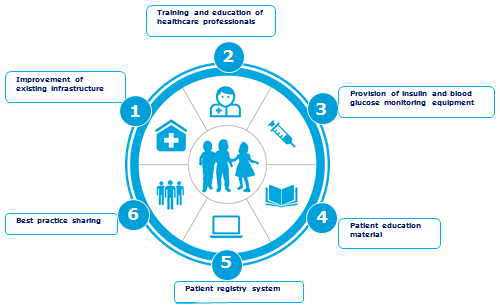 Training and education of
healthcare professionals
2
Improvement of
existing infrastructure
1
3
Provision of insulin and blood
glucose monitoring equipment
6
Best practice sharing
4
Patient education
material
5
Patient registry system